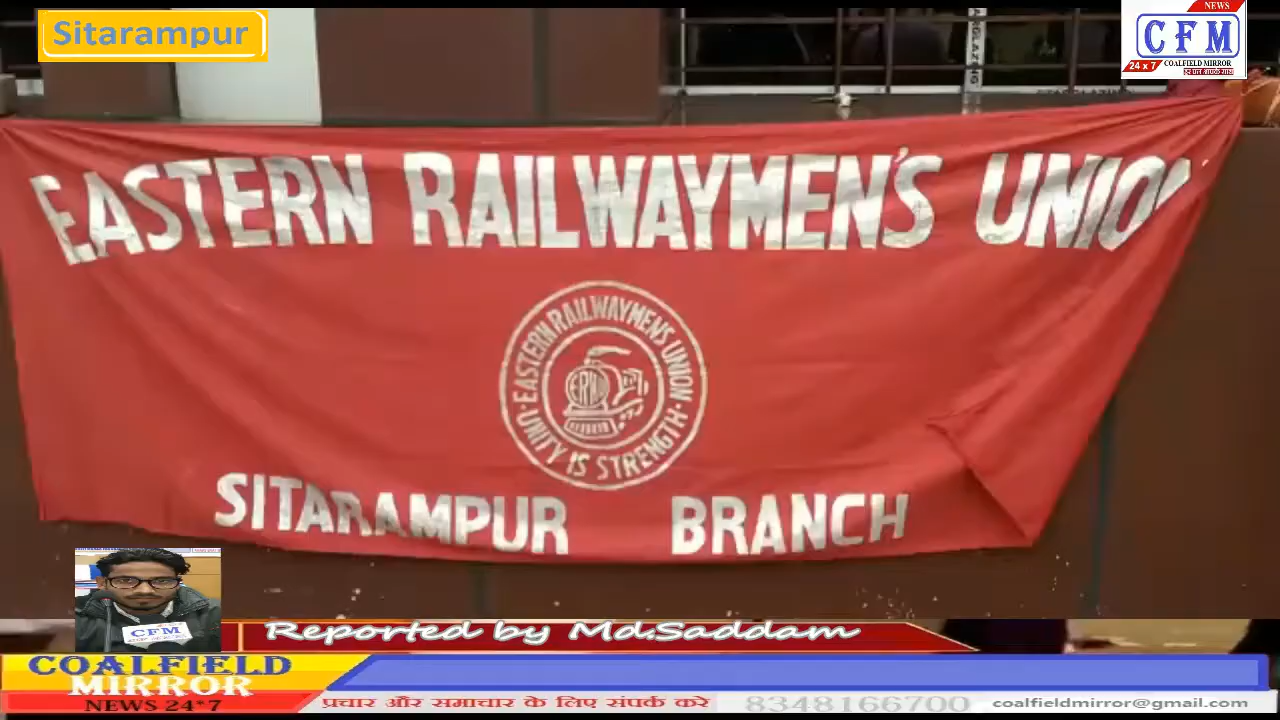 Sitarampur
NEWS
CFM
24 x 7 COALFIELD MIRROR
EASTERN RAILWAYMEN'S UNION
EASTERN RAILWAYMENS UNION
ERMU
UNITY IS STRENGTH
SITARAMPUR BRANCH
CFM
Reported by Md.Saddam
COALFIELD
MIRROR
NEWS 24*7
प्रचार और समाचार के लिए संपर्क करे 8348166700 coalfieldmirror@gmail.com